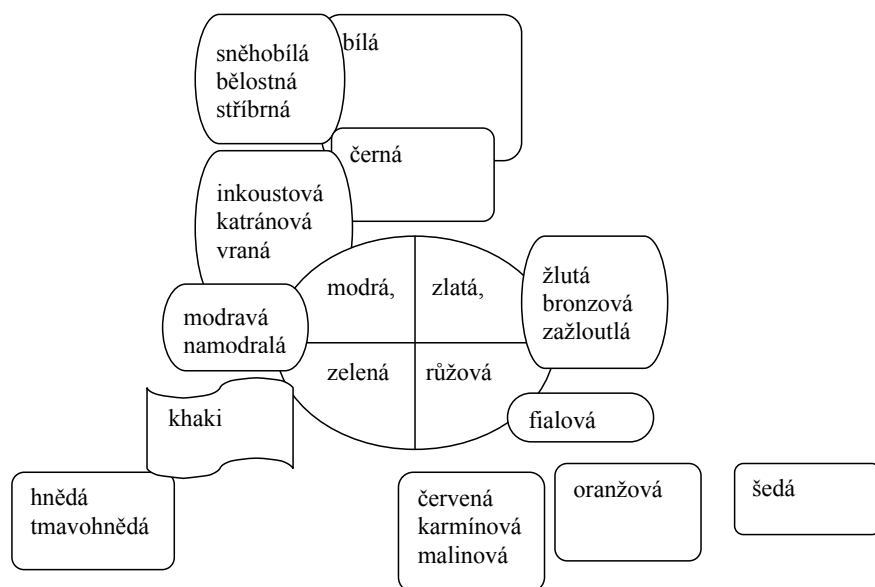 sněhobílá
bělostná
stříbrná
bílá
černá
inkoustová
katránová
vraná
modrá,
zlatá,
žlutá
bronzová
zažloutlá
modravá
namodralá
zelená
růžová
khaki
fialová
hnědá
tmavohnědá
červená
karmínová
malinová
oranžová
šedá